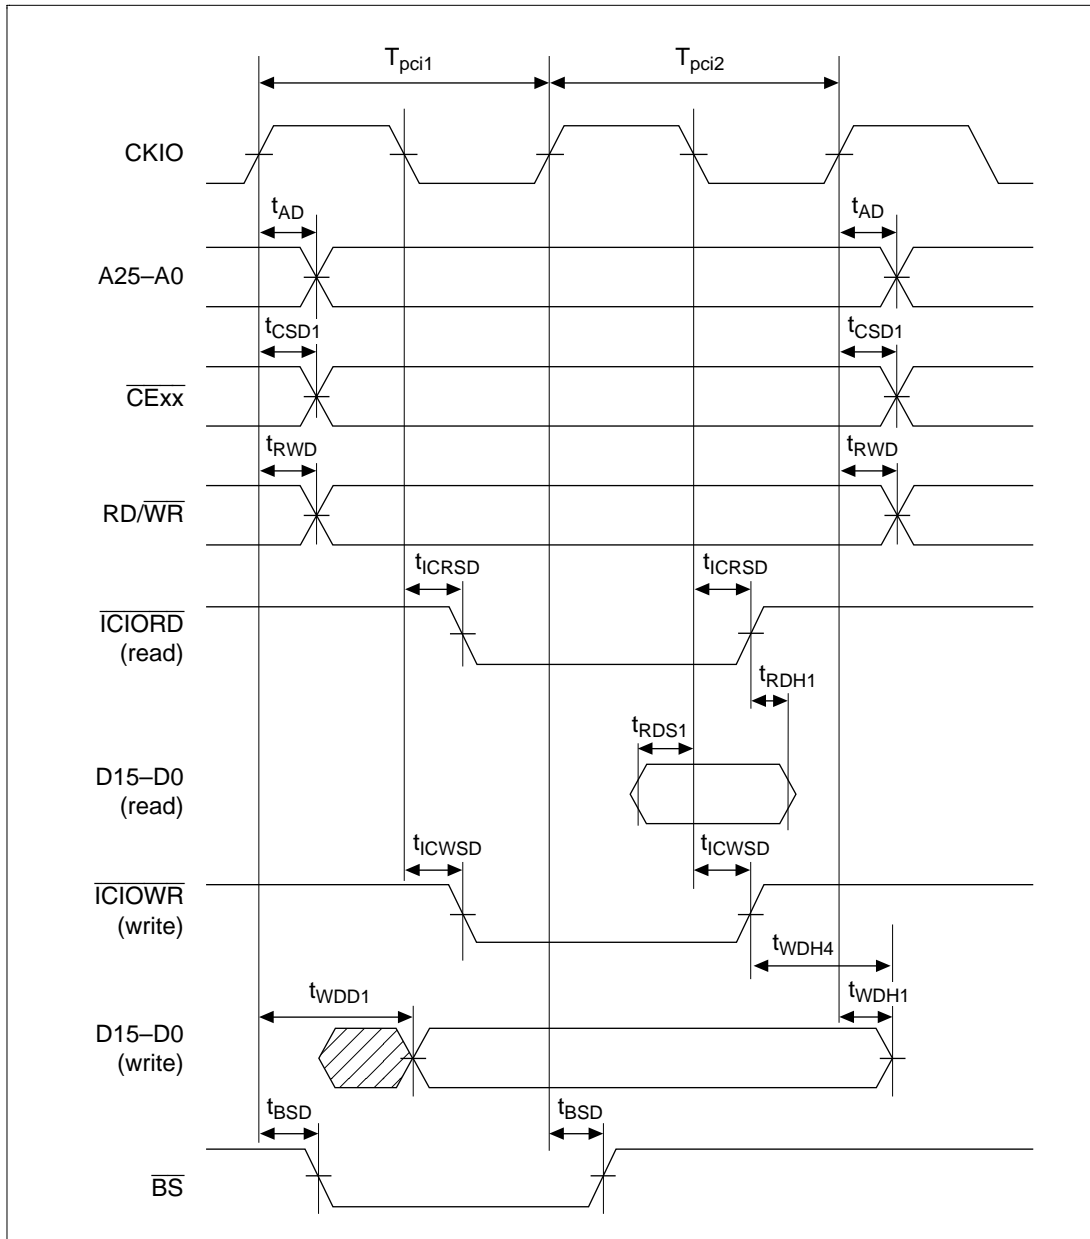 Tpci1 Tpci2
CKIO
tAD tAD
A25–A0
tCSD1 tCSD1
CExx
tRWD tRWD
RD/WR
tICRSD tICRSD
ICIORD
(read)
tRDH1
tRDS1
D15–D0
(read)
tICWSD tICWSD
ICIOWR
(write)
tWDH4
tWDD1 tWDH1
D15–D0
(write)
tBSD tBSD
BS